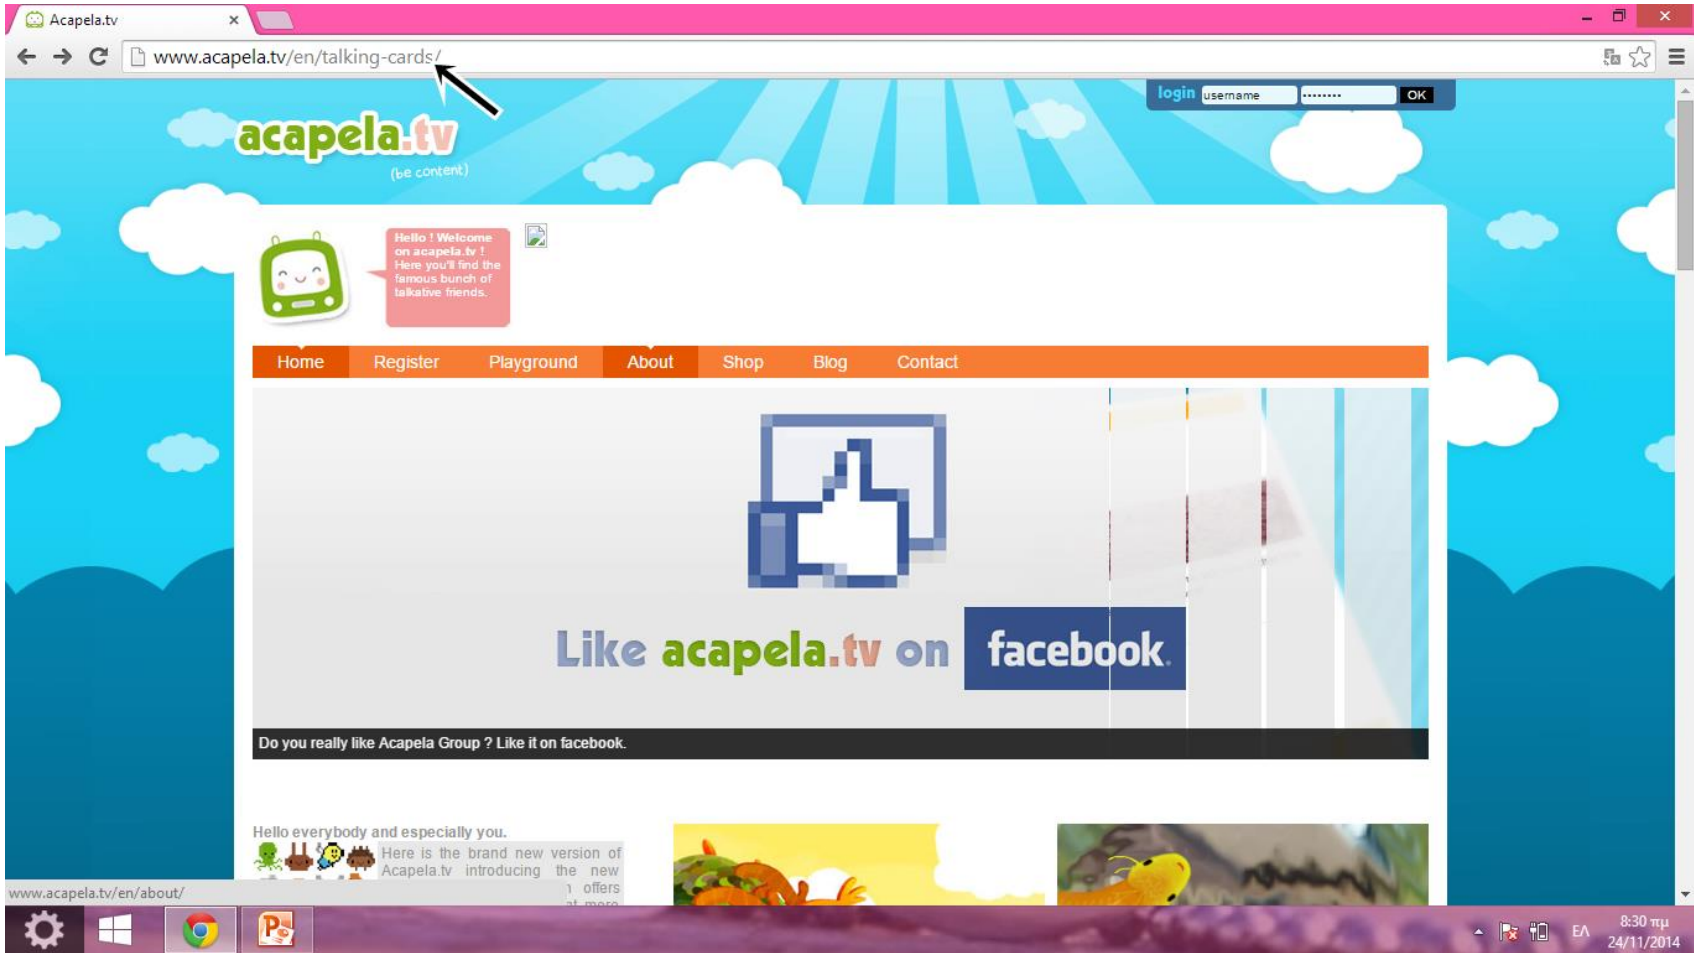 Acapela.tv
www.acapela.tv/en/talking-cards/
login username ········ OK
acapela.tv
(be content)
Hello ! Welcome
on acapela.tv !
Here you'll find the
famous bunch of
talkative friends.
Home Register Playground About Shop Blog Contact
Like acapela.tv on facebook.
Do you really like Acapela Group ? Like it on facebook.
Hello everybody and especially you.
Here is the brand new version of
Acapela.tv introducing the new
offers
www.acapela.tv/en/about/
ΕΛ
8:30 πμ
24/11/2014